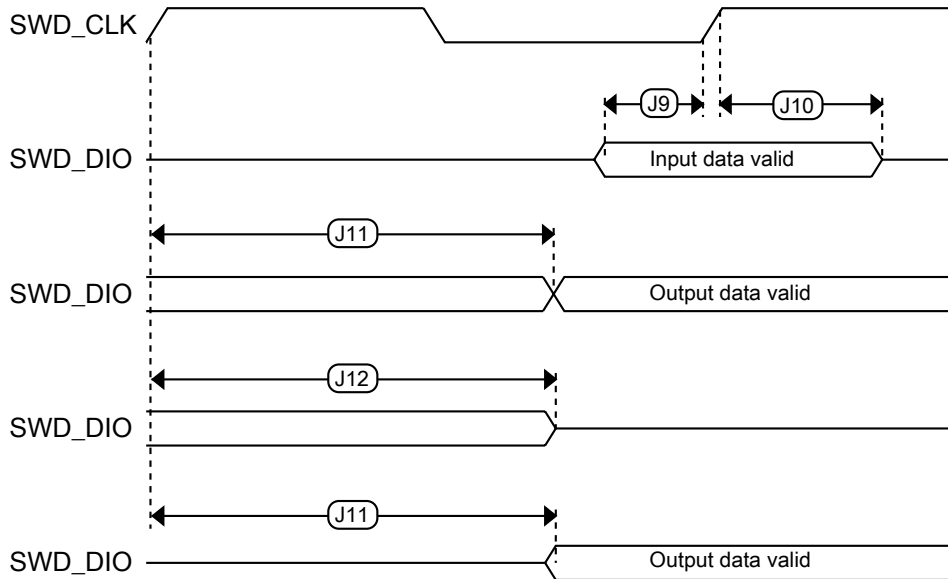 SWD_CLK
J9
J10
SWD_DIO
Input data valid
J11
SWD_DIO
Output data valid
J12
SWD_DIO
J11
SWD_DIO
Output data valid